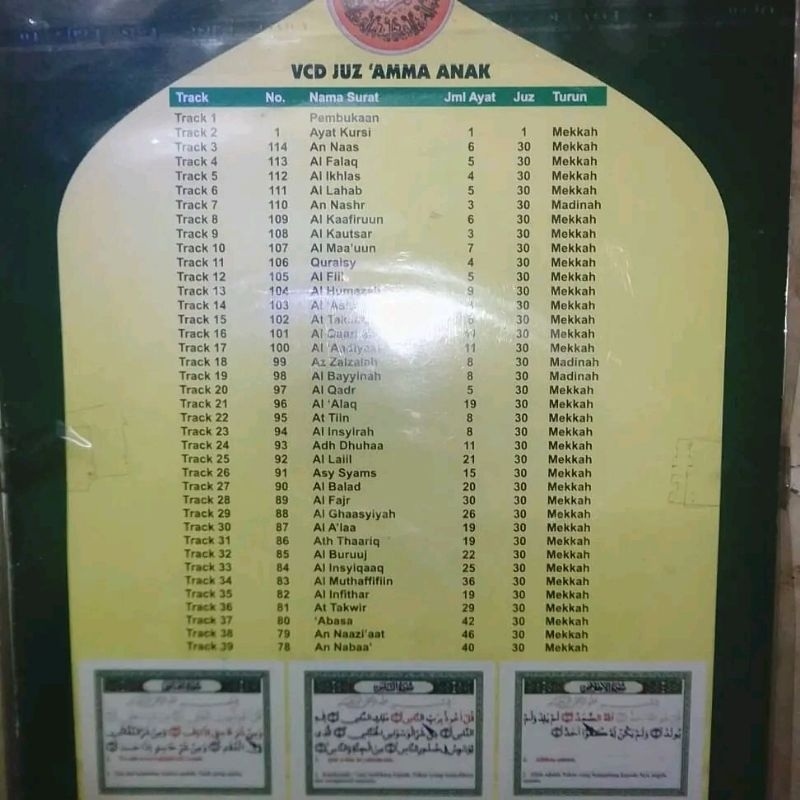 VCD JUZ 'AMMA ANAK
Track No. Nama Surat Jml Ayat Juz Turun
Track 1 Pembukaan
Track 2 1 Ayat Kursi 1 1 Mekkah
Track 3 114 An Naas 6 30 Mekkah
Track 4 113 Al Falaq 5 30 Mekkah
Track 5 112 Al Ikhlas 4 30 Mekkah
Track 6 111 Al Lahab 5 30 Mekkah
Track 7 110 An Nashr 3 30 Madinah
Track 8 109 Al Kaafiruun 6 30 Mekkah
Track 9 108 Al Kautsar 3 30 Mekkah
Track 10 107 Al Maa'uun 7 30 Mekkah
Track 11 106 Quraisy 4 30 Mekkah
Track 12 105 Al Fiil 5 30 Mekkah
Track 13 104 Al Humazah 9 30 Mekkah
Track 14 103 Al 30 Mekkah
Track 15 102 At 30 Mekkah
Track 16 101 Al 11 30 Mekkah
Track 17 100 Al 'Aadiyaat 11 30 Mekkah
Track 18 99 Az Zalzalah 8 30 Madinah
Track 19 98 Al Bayyinah 8 30 Madinah
Track 20 97 Al Qadr 5 30 Mekkah
Track 21 96 Al 'Alaq 19 30 Mekkah
Track 22 95 At Tiin 8 30 Mekkah
Track 23 94 Al Insyirah 8 30 Mekkah
Track 24 93 Adh Dhuhaa 11 30 Mekkah
Track 25 92 Al Laiil 21 30 Mekkah
Track 26 91 Asy Syams 15 30 Mekkah
Track 27 90 Al Balad 20 30 Mekkah
Track 28 89 Al Fajr 30 30 Mekkah
Track 29 88 Al Ghaasyiyah 26 30 Mekkah
Track 30 87 Al A'laa 19 30 Mekkah
Track 31 86 Ath Thaariq 19 30 Mekkah
Track 32 85 Al Buruuj 22 30 Mekkah
Track 33 84 Al Insyiqaaq 25 30 Mekkah
Track 34 83 Al Muthaffifiin 36 30 Mekkah
Track 35 82 Al Infithar 19 30 Mekkah
Track 36 81 At Takwir 29 30 Mekkah
Track 37 80 'Abasa 42 30 Mekkah
Track 38 79 An Naazi'aat 46 30 Mekkah
Track 39 78 An Nabaa' 40 30 Mekkah